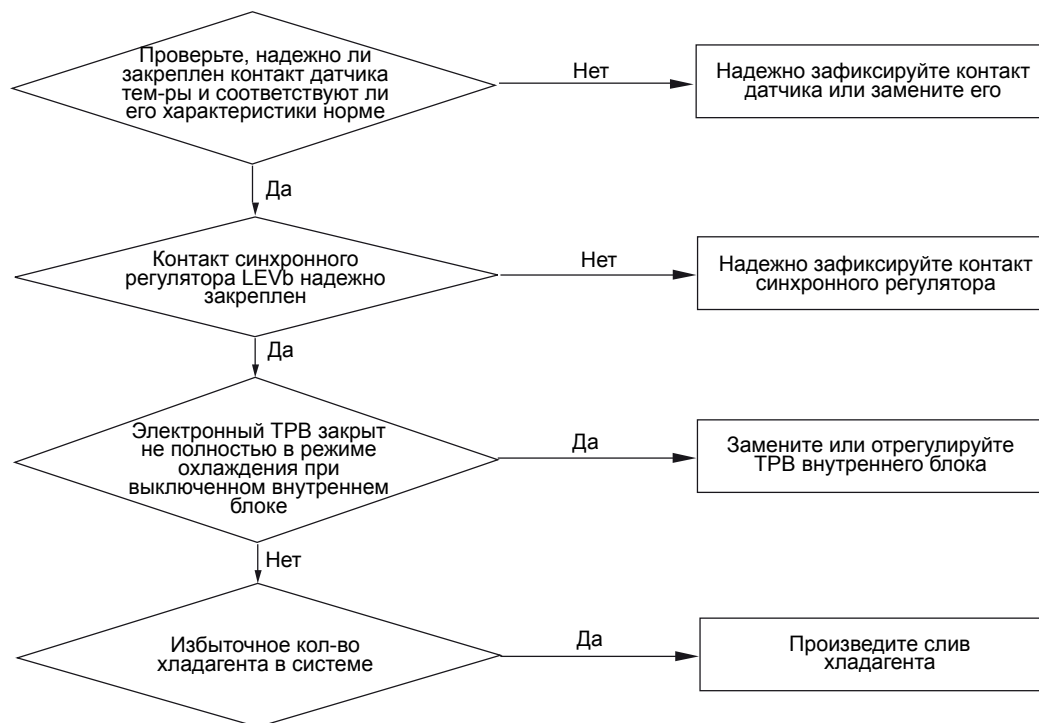 Проверьте, надежно ли
закреплен контакт датчика
тем-ры и соответствуют ли
его характеристики норме
Нет
Надежно зафиксируйте контакт
датчика или замените его
Да
Контакт синхронного
регулятора LEVb надежно
закреплен
Нет
Надежно зафиксируйте контакт
синхронного регулятора
Да
Электронный ТРВ закрыт
не полностью в режиме
охлаждения при
выключенном внутреннем
блоке
Да
Замените или отрегулируйте
ТРВ внутреннего блока
Нет
Избыточное кол-во
хладагента в системе
Да
Произведите слив
хладагента